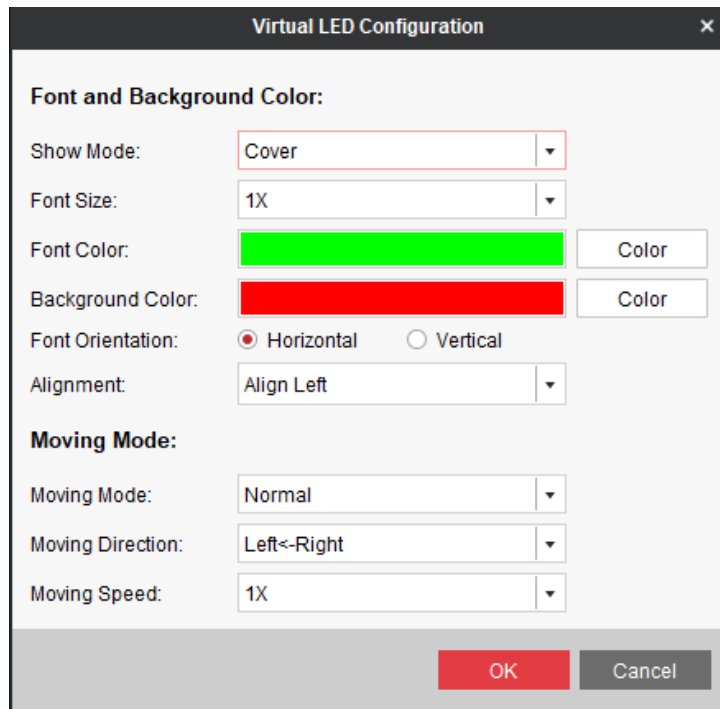 Virtual LED Configuration ×
Font and Background Color:
Show Mode: Cover
Font Size: 1X
Font Color: Color
Background Color: Color
Font Orientation: Horizontal Vertical
Alignment: Align Left
Moving Mode:
Moving Mode: Normal
Moving Direction: Left<-Right
Moving Speed: 1X
OK Cancel